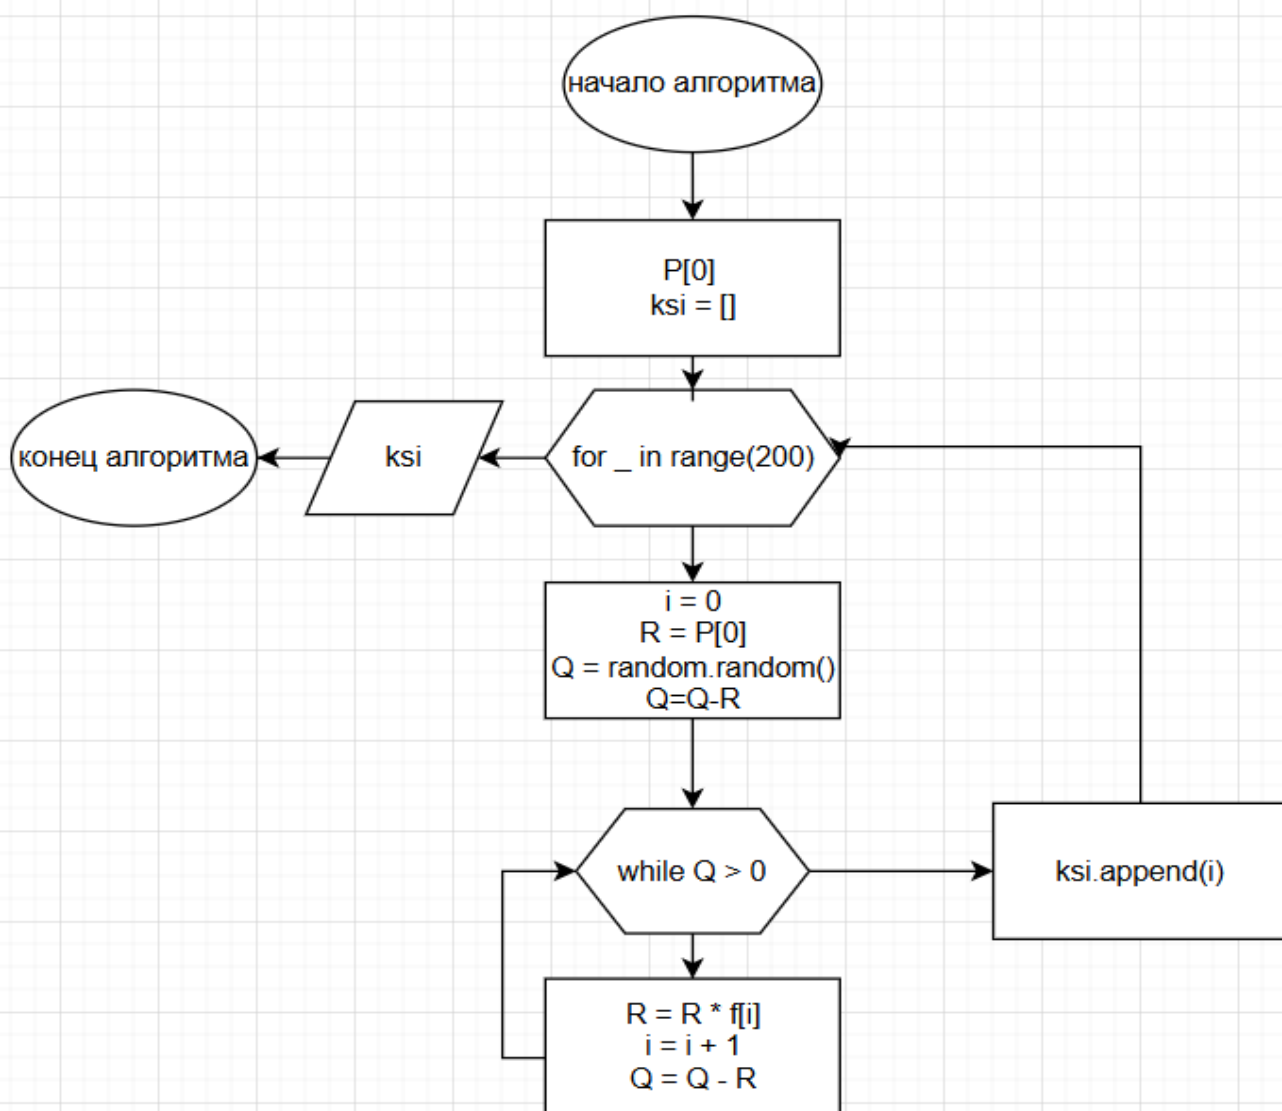 начало алгоритма
P[0]
ksi = []
for _ in range(200)
ksi
конец алгоритма
i = 0
R = P[0]
Q = random.random()
Q=Q-R
while Q > 0
ksi.append(i)
R = R * f[i]
i = i + 1
Q = Q - R